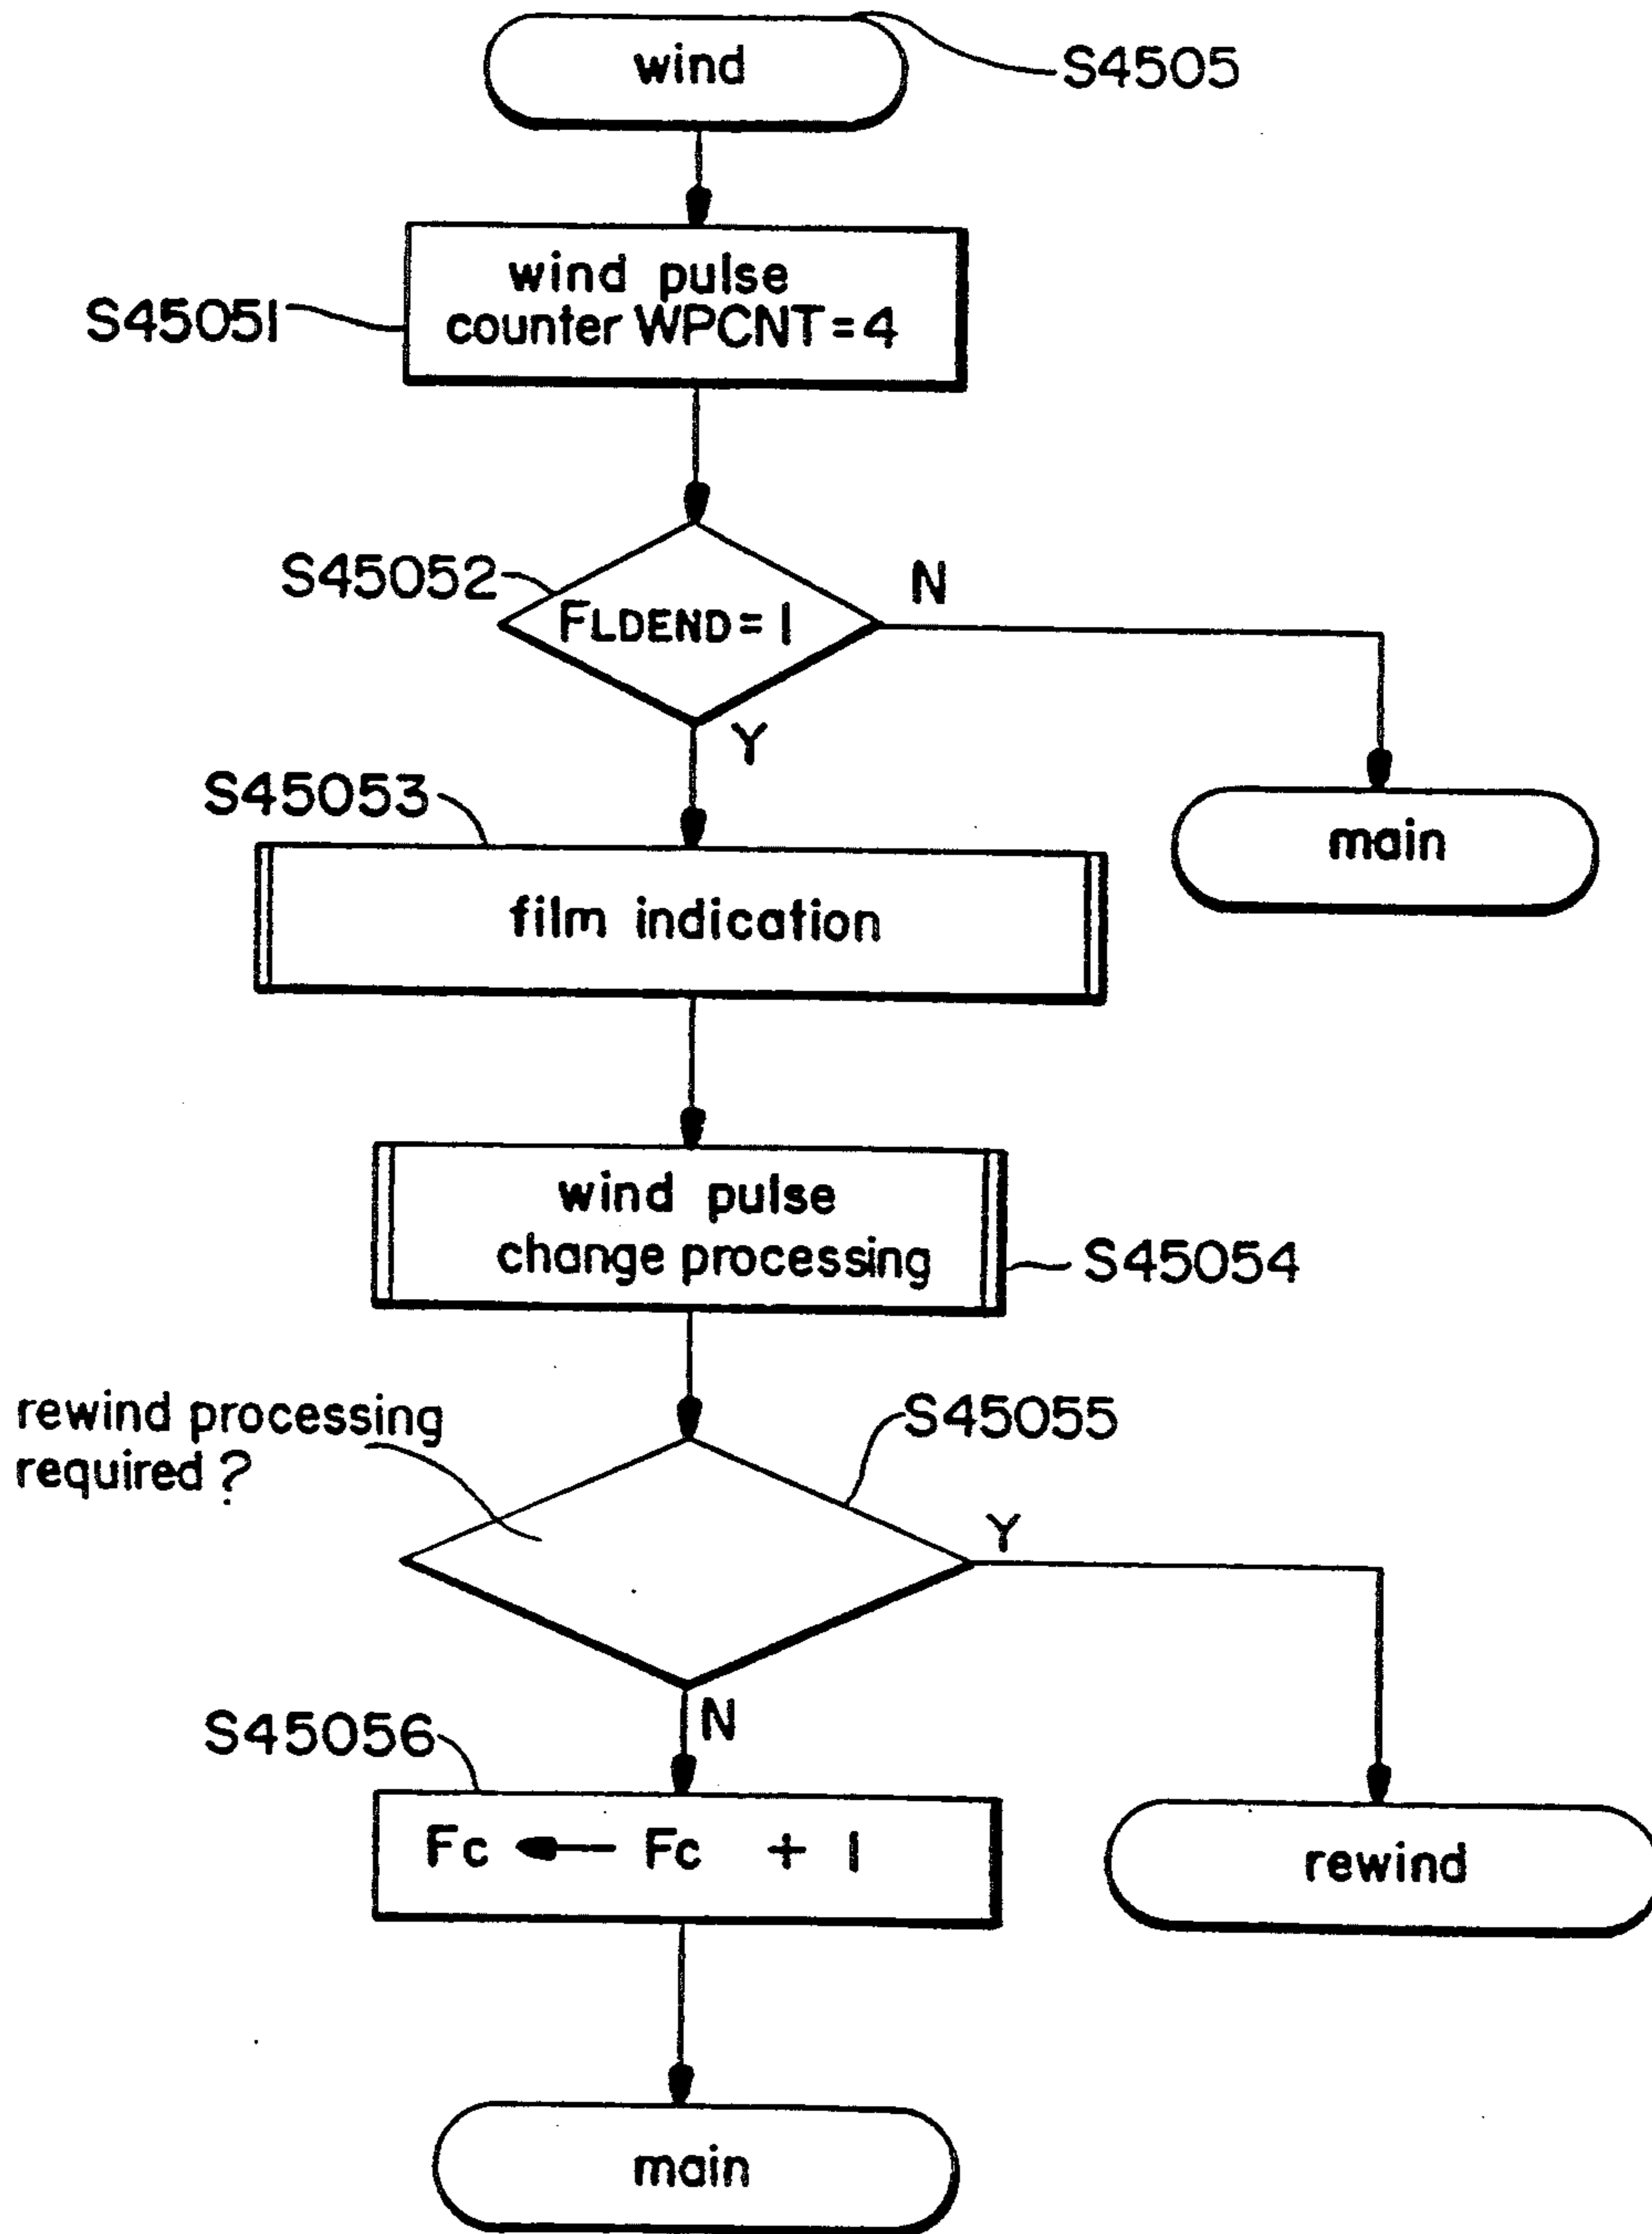 wind
S4505
wind pulse
counter WPCNT = 4
S45051
S45052
FLDEND = 1
N
Y
main
S45053
film indication
wind pulse
change processing
S45054
rewind processing
required ?
S45055
Y
N
S45056
Fc ← Fc + 1
rewind
main